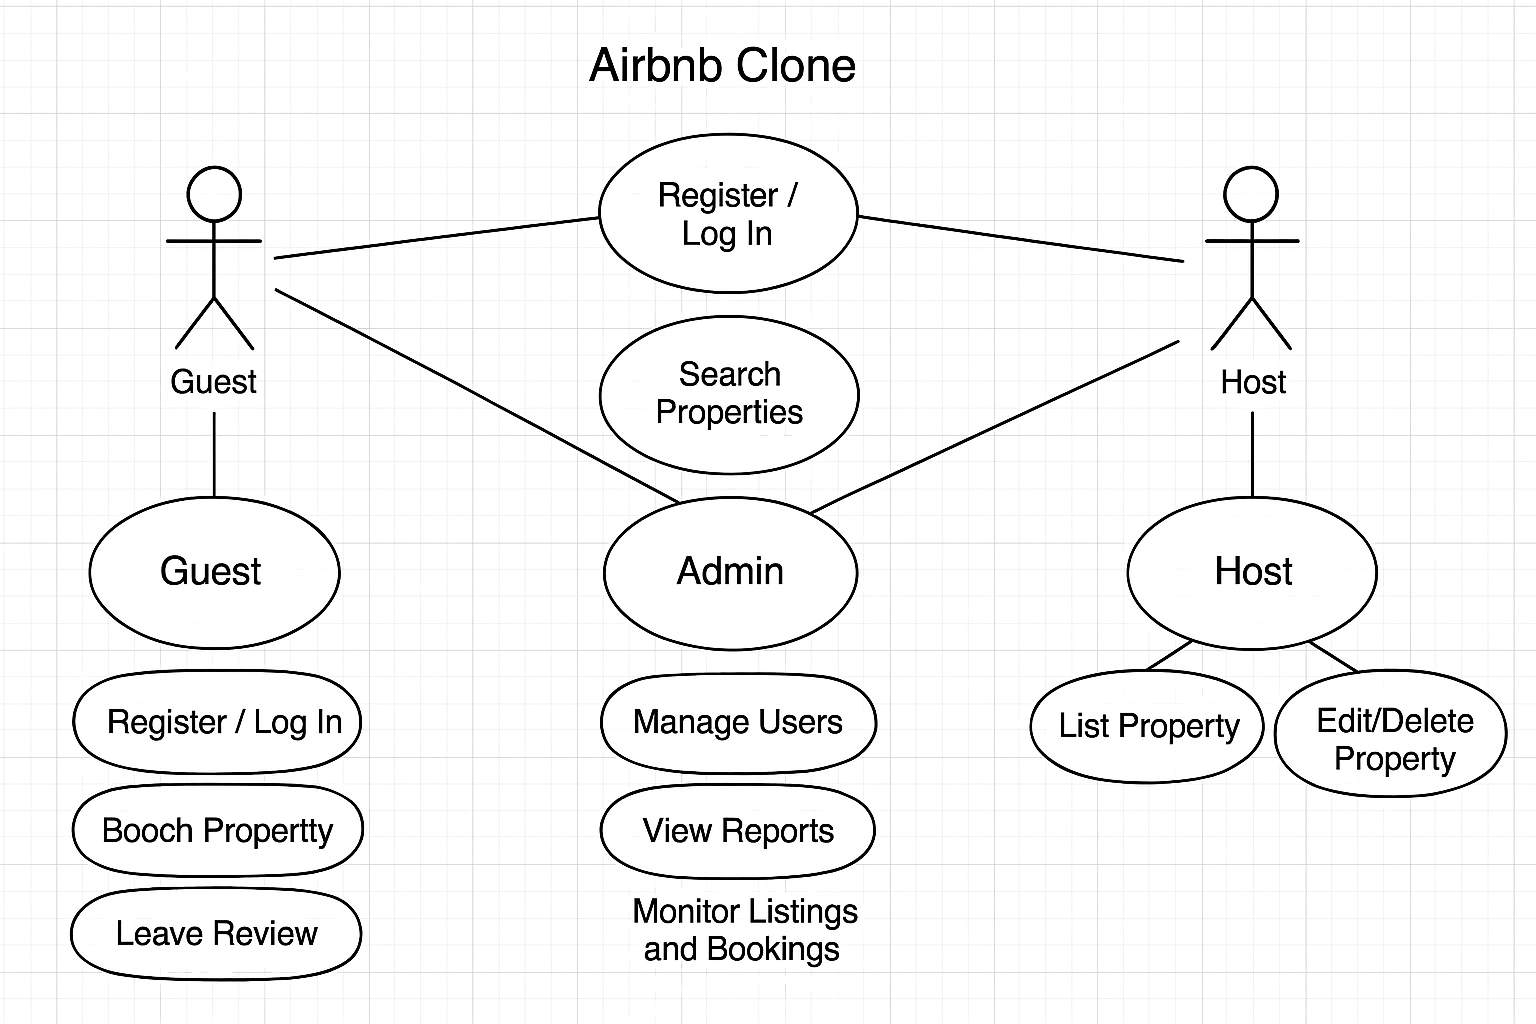 Airbnb Clone
Register /
Log In
Search
Properties
Guest
Host
Guest
Admin
Host
Register / Log In
Manage Users
List Property
Edit/Delete
Property
Booch Propertty
View Reports
Leave Review
Monitor Listings
and Bookings